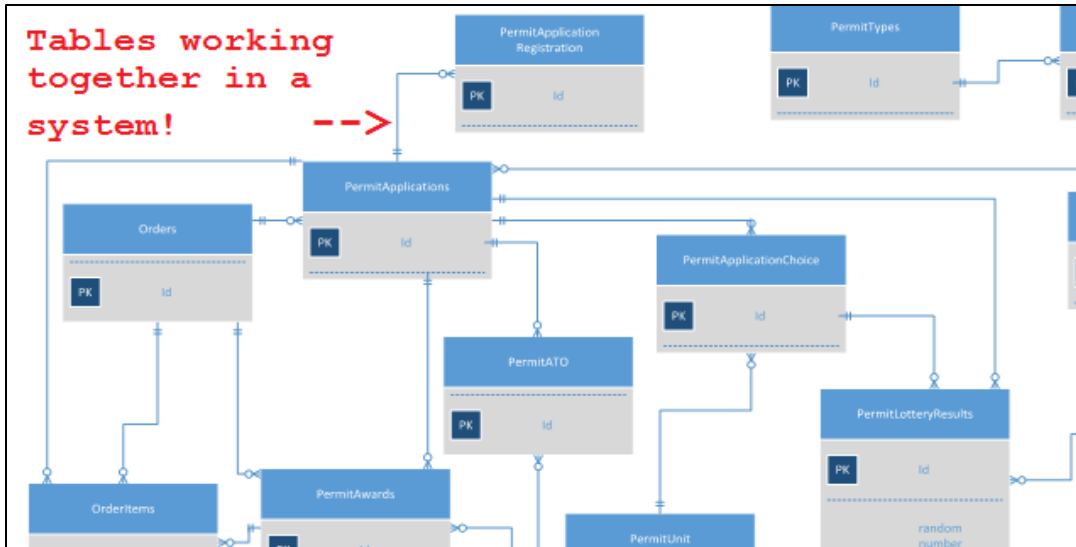 Tables working
together in a
system! -->
PermitApplication
Registration
PK Id
PermitTypes
PK Id
PermitApplications
PK Id
Orders
PK Id
PermitApplicationChoice
PK Id
PermitATO
PK Id
PermitLotteryResults
PK Id
random
number
OrderItems
PermitAwards
PermitUnit